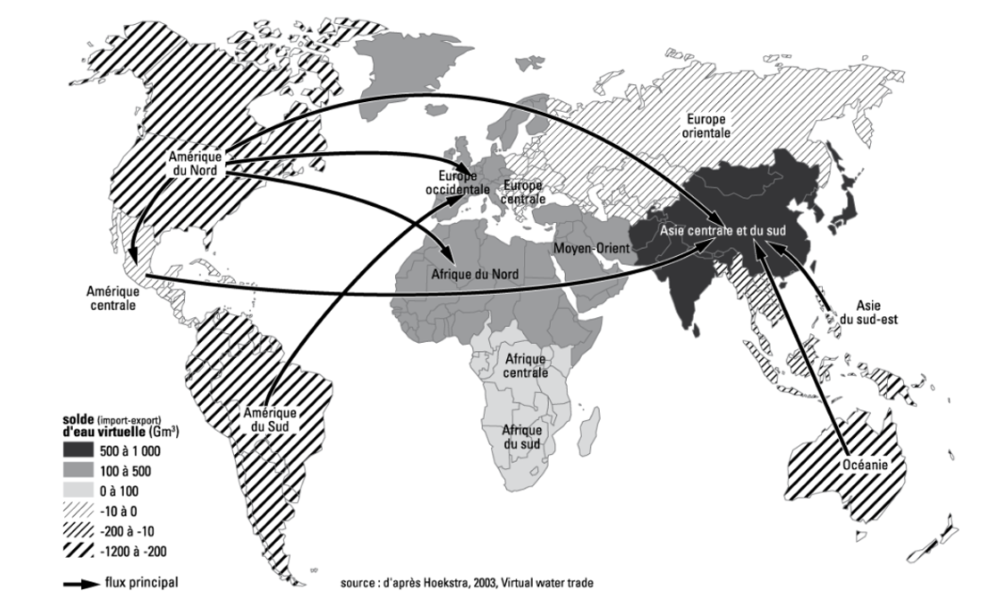 Europe
orientale
Amérique
du Nord
Europe
occidentale
Europe
centrale
Asie centrale et du sud
Moyen-Orient
Afrique du Nord
Amérique
centrale
Asie
du sud-est
Afrique
centrale
Amérique
du Sud
Afrique
du sud
Océanie
solde (import-export)
d'eau virtuelle (Gm³)
500 à 1 000
100 à 500
0 à 100
-10 à 0
-200 à -10
-1200 à -200
flux principal
source : d'après Hoekstra, 2003, Virtual water trade